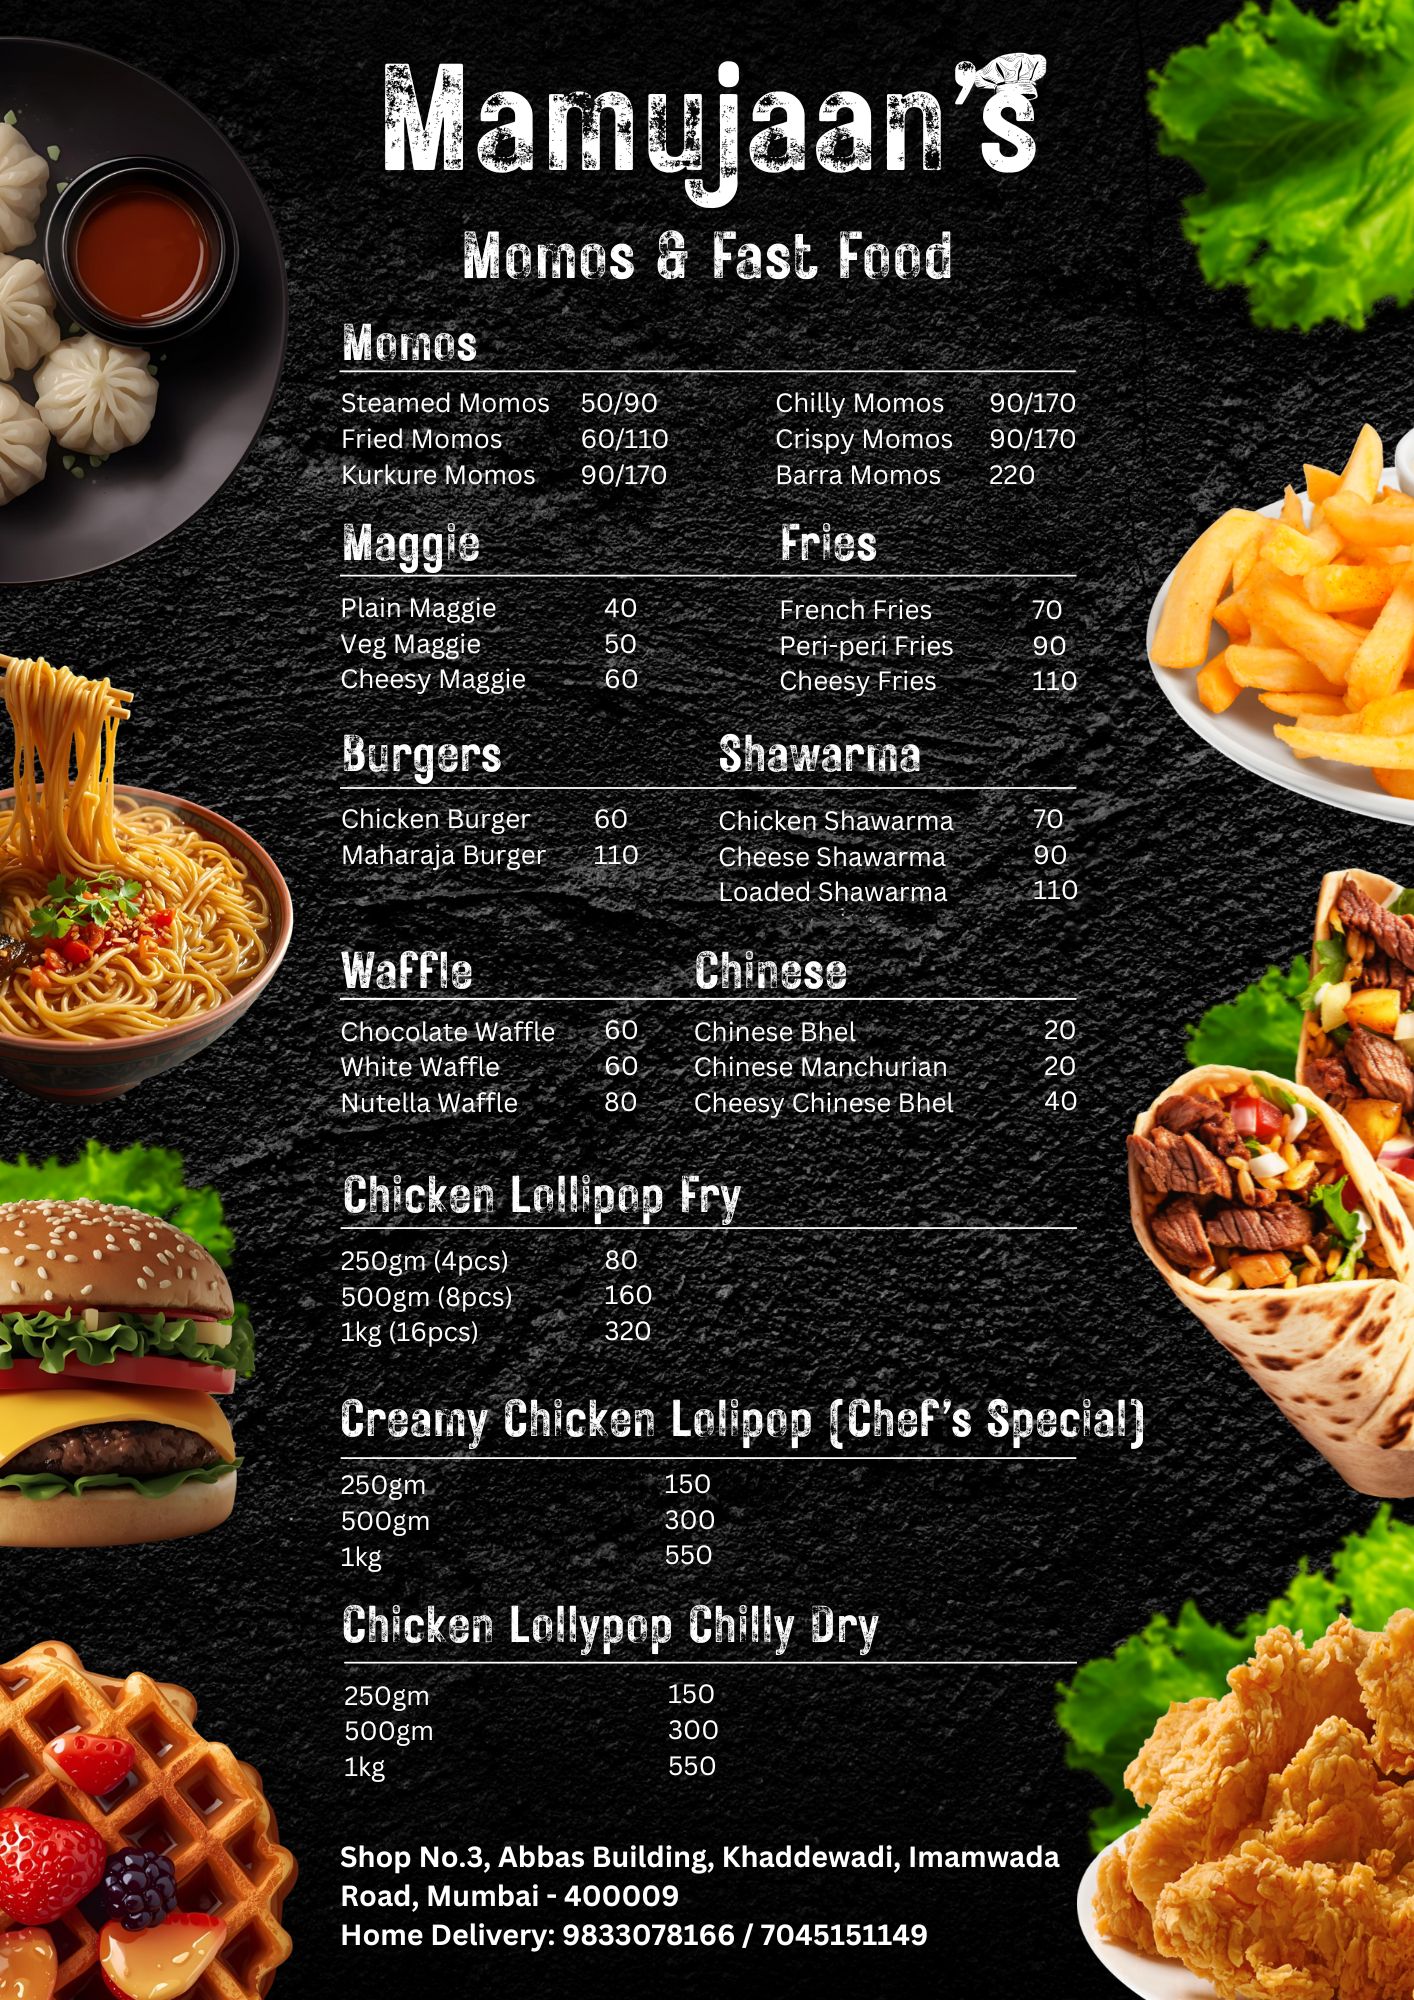 Mamujaan's
Momos & Fast Food
Momos
Steamed Momos 50/90
Fried Momos 60/110
Kurkure Momos 90/170
Chilly Momos 90/170
Crispy Momos 90/170
Barra Momos 220
Maggie
Plain Maggie 40
Veg Maggie 50
Cheesy Maggie 60
Fries
French Fries 70
Peri-peri Fries 90
Cheesy Fries 110
Burgers
Chicken Burger 60
Maharaja Burger 110
Shawarma
Chicken Shawarma 70
Cheese Shawarma 90
Loaded Shawarma 110
Waffle
Chocolate Waffle 60
White Waffle 60
Nutella Waffle 80
Chinese
Chinese Bhel 20
Chinese Manchurian 20
Cheesy Chinese Bhel 40
Chicken Lollipop Fry
250gm (4pcs) 80
500gm (8pcs) 160
1kg (16pcs) 320
Creamy Chicken Lolipop (Chef's Special)
250gm 150
500gm 300
1kg 550
Chicken Lollypop Chilly Dry
250gm 150
500gm 300
1kg 550
Shop No.3, Abbas Building, Khaddewadi, Imamwada
Road, Mumbai - 400009
Home Delivery: 9833078166 / 7045151149